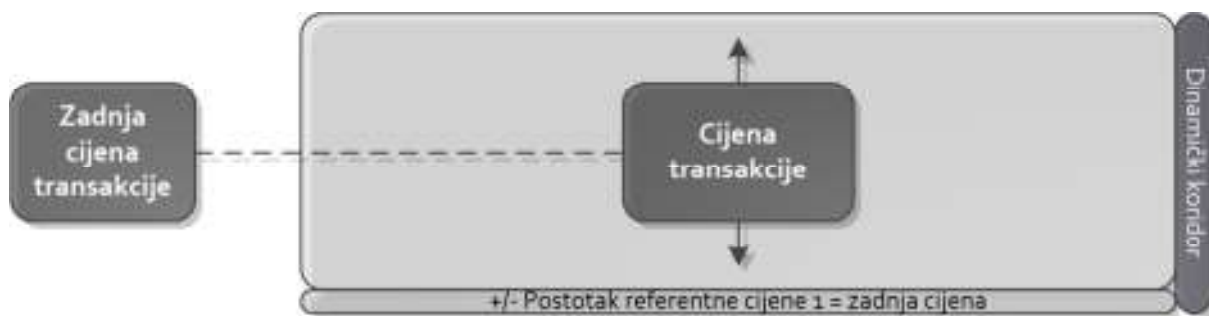 Zadnja
cijena
transakcije
Cijena
transakcije
Dinamički koridor
+/- Postotak referentne cijene 1 = zadnja cijena